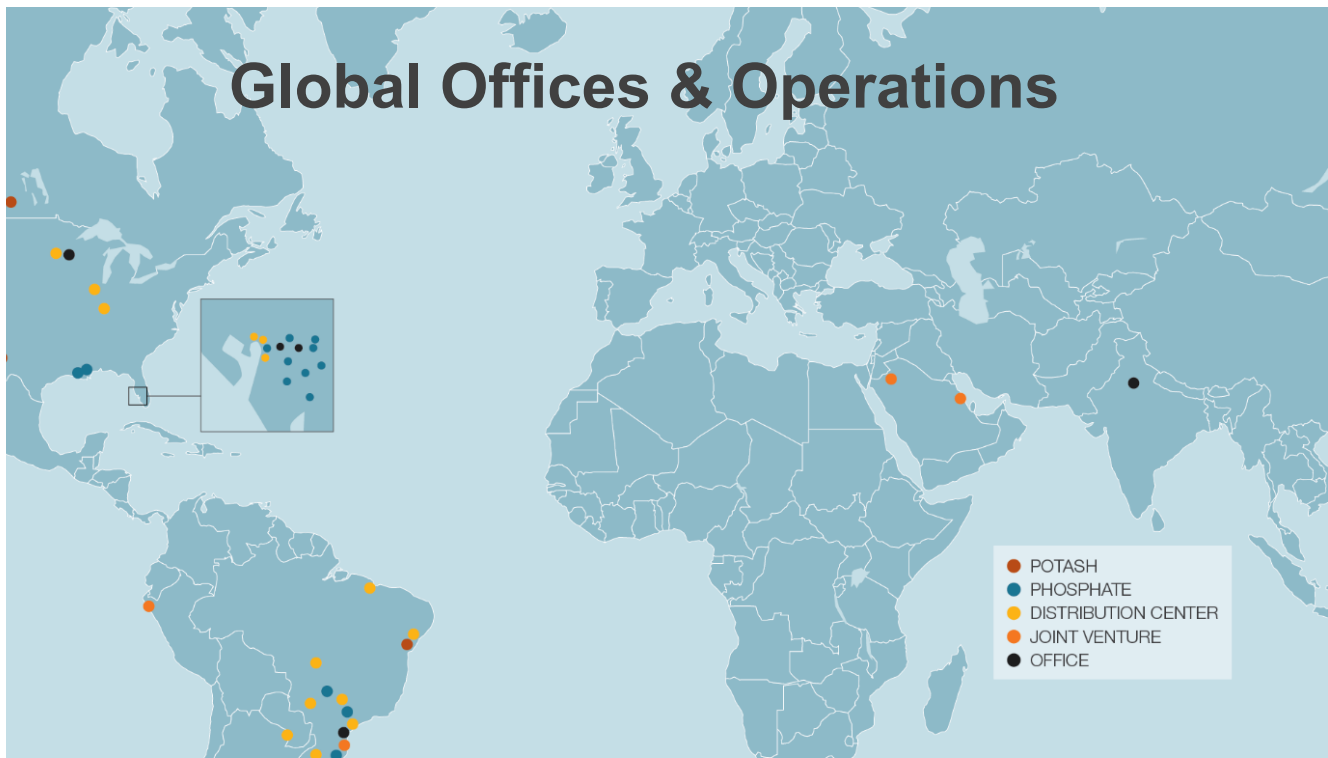 Global Offices & Operations
POTASH
PHOSPHATE
DISTRIBUTION CENTER
JOINT VENTURE
OFFICE